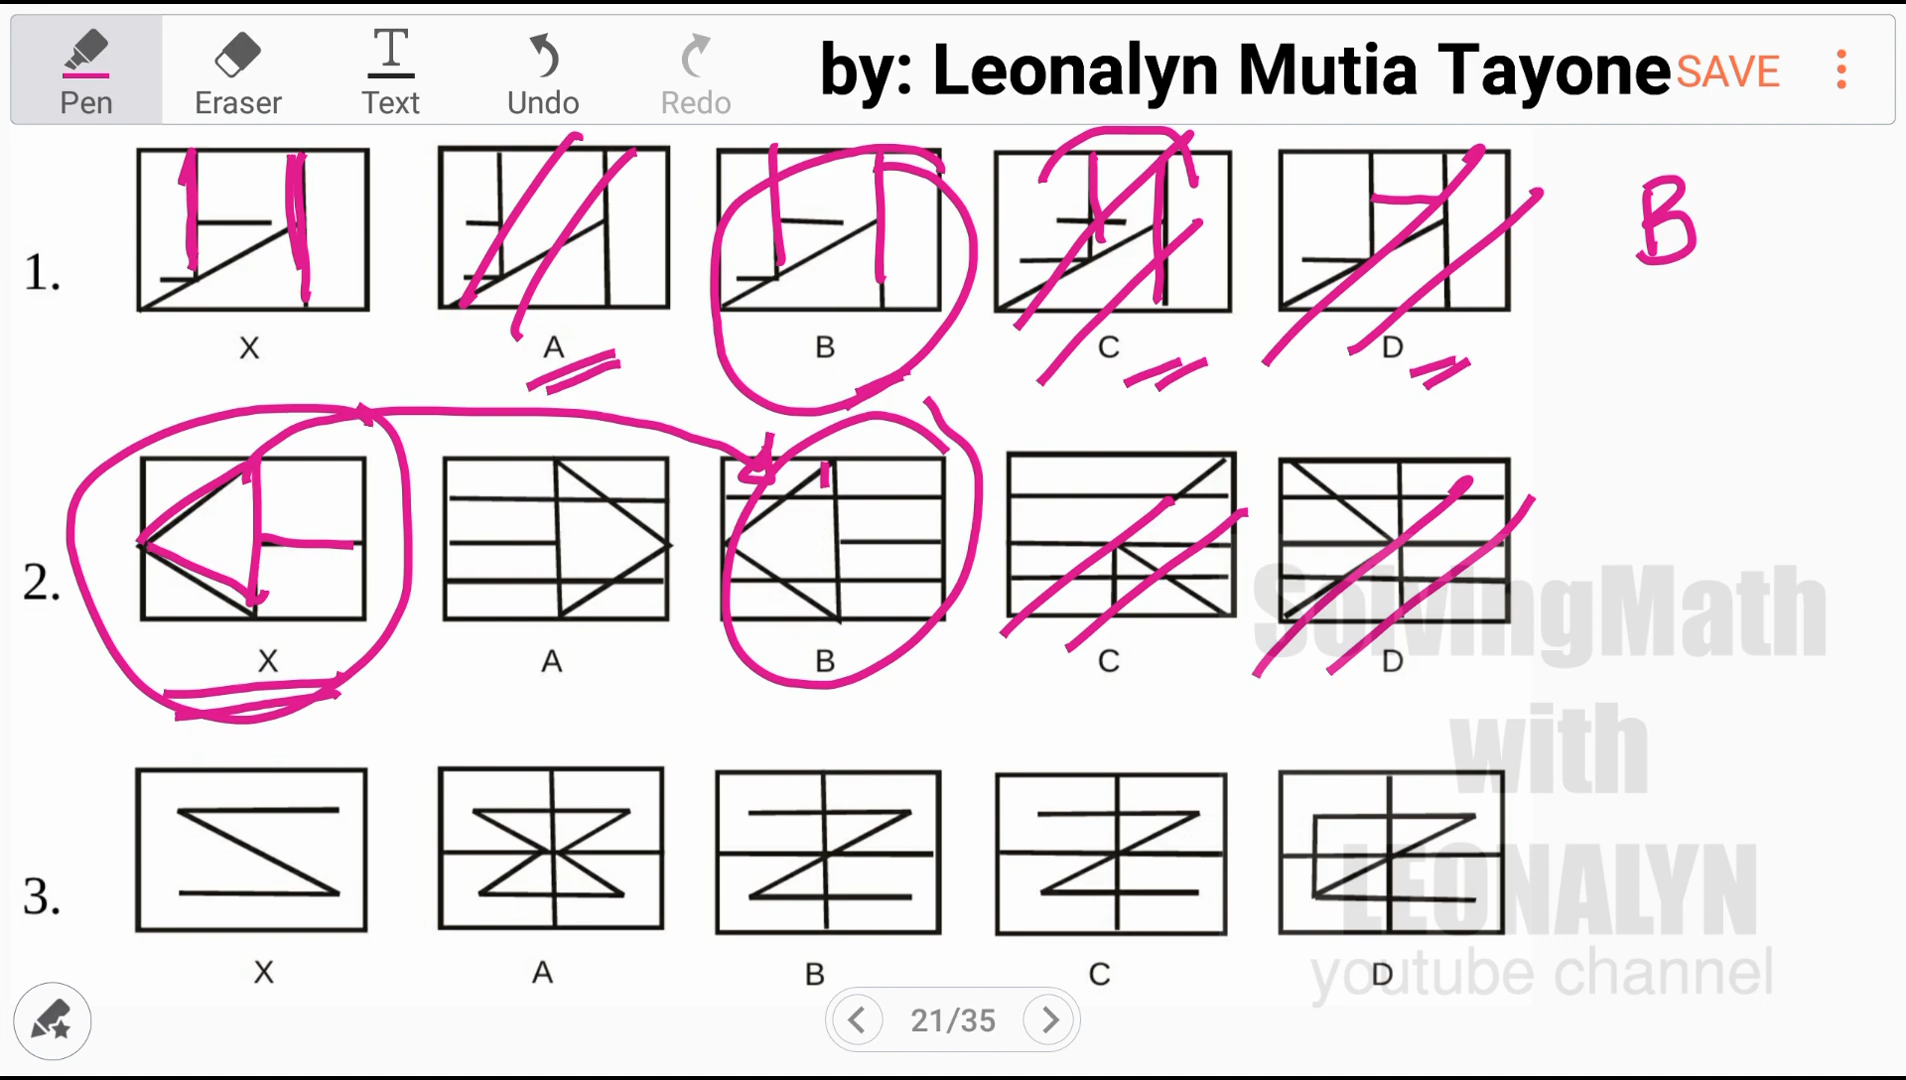 Pen Eraser Text Undo Redo by: Leonalyn Mutia Tayone SAVE
T
B
1.
X A B C D
2.
X A B C D
SolvingMath
with
LEONALYN
youtube channel
3.
X A B C D
21/35